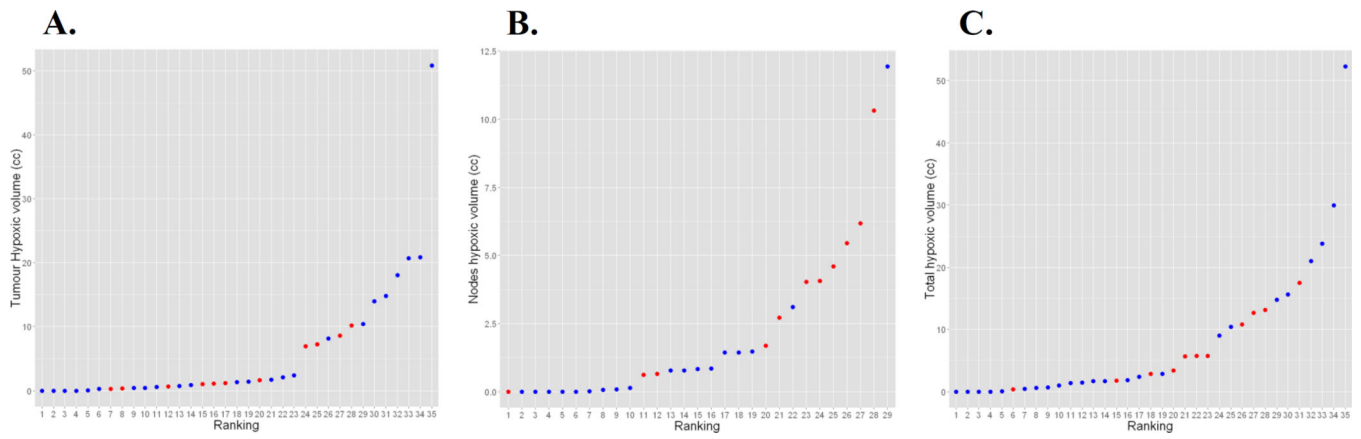 A.
B.
C.
Tumour Hypoxic volume (cc)
50
40
30
20
10
0
1 2 3 4 5 6 7 8 9 10 11 12 13 14 15 16 17 18 19 20 21 22 23 24 25 26 27 28 29 30 31 32 33 34 35
Ranking
Nodes hypoxic volume (cc)
12.5
10.0
7.5
5.0
2.5
0.0
1 2 3 4 5 6 7 8 9 10 11 12 13 14 15 16 17 18 19 20 21 22 23 24 25 26 27 28 29
Ranking
Total hypoxic volume (cc)
50
40
30
20
10
0
1 2 3 4 5 6 7 8 9 10 11 12 13 14 15 16 17 18 19 20 21 22 23 24 25 26 27 28 29 30 31 32 33 34 35
Ranking